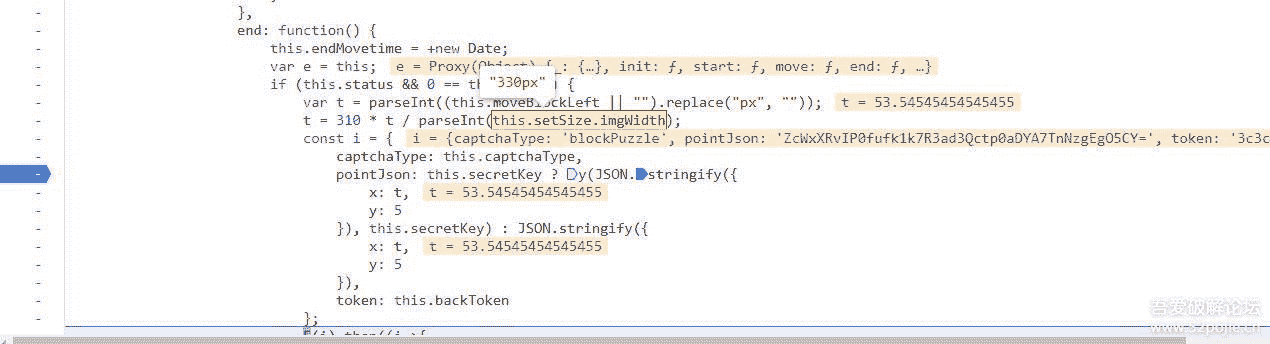 },
end: function() {
this.endMovetime = +new Date;
var e = this; e = Proxy(Object) {_: {…}, init: ƒ, start: ƒ, move: ƒ, end: ƒ, …}
"330px"
if (this.status && 0 == th {
var t = parseInt((this.moveBlockLeft || "").replace("px", "")); t = 53.54545454545455
t = 310 * t / parseInt(this.setSize.imgWidth);
const i = { i = {captchaType: 'blockPuzzle', pointJson: 'ZcWxXRvIP0fufk1k7R3ad3Qctp0aDYA7TnNzgEgO5CY=', token: '3c3c
captchaType: this.captchaType,
pointJson: this.secretKey ? y(JSON.stringify({
x: t, t = 53.54545454545455
y: 5
}), this.secretKey) : JSON.stringify({
x: t, t = 53.54545454545455
y: 5
}),
token: this.backToken
};
吾爱破解论坛
www.52pojie.cn